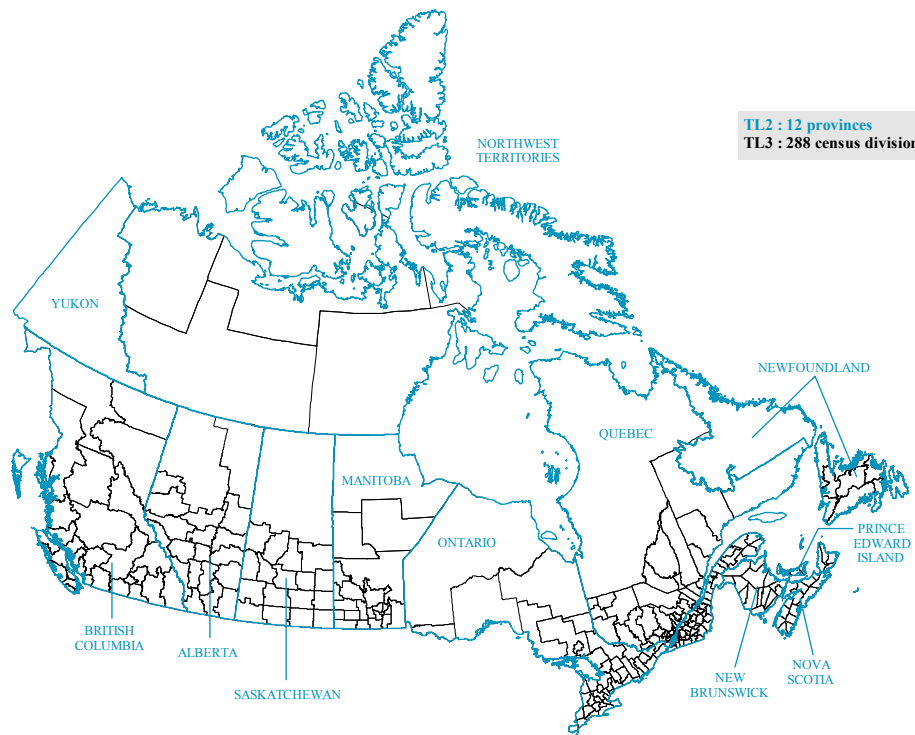 TL2 : 12 provinces
TL3 : 288 census division
NORTHWEST
TERRITORIES
YUKON
NEWFOUNDLAND
QUEBEC
MANITOBA
ONTARIO
PRINCE
EDWARD
ISLAND
BRITISH
COLUMBIA
ALBERTA
SASKATCHEWAN
NEW
BRUNSWICK
NOVA
SCOTIA